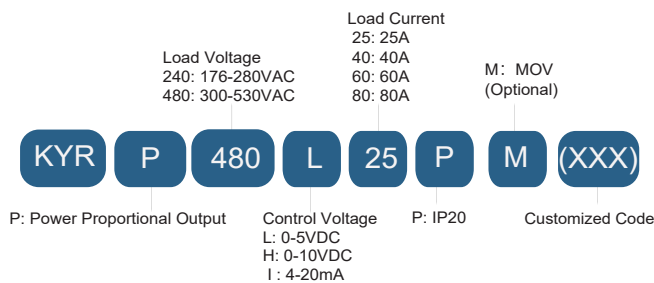 Load Current
25: 25A
40: 40A
60: 60A
80: 80A
Load Voltage
240: 176-280VAC
480: 300-530VAC
M: MOV
(Optional)
KYR P 480 L 25 P M (XXX)
P: Power Proportional Output
Control Voltage
L: 0-5VDC
H: 0-10VDC
I : 4-20mA
P: IP20
Customized Code